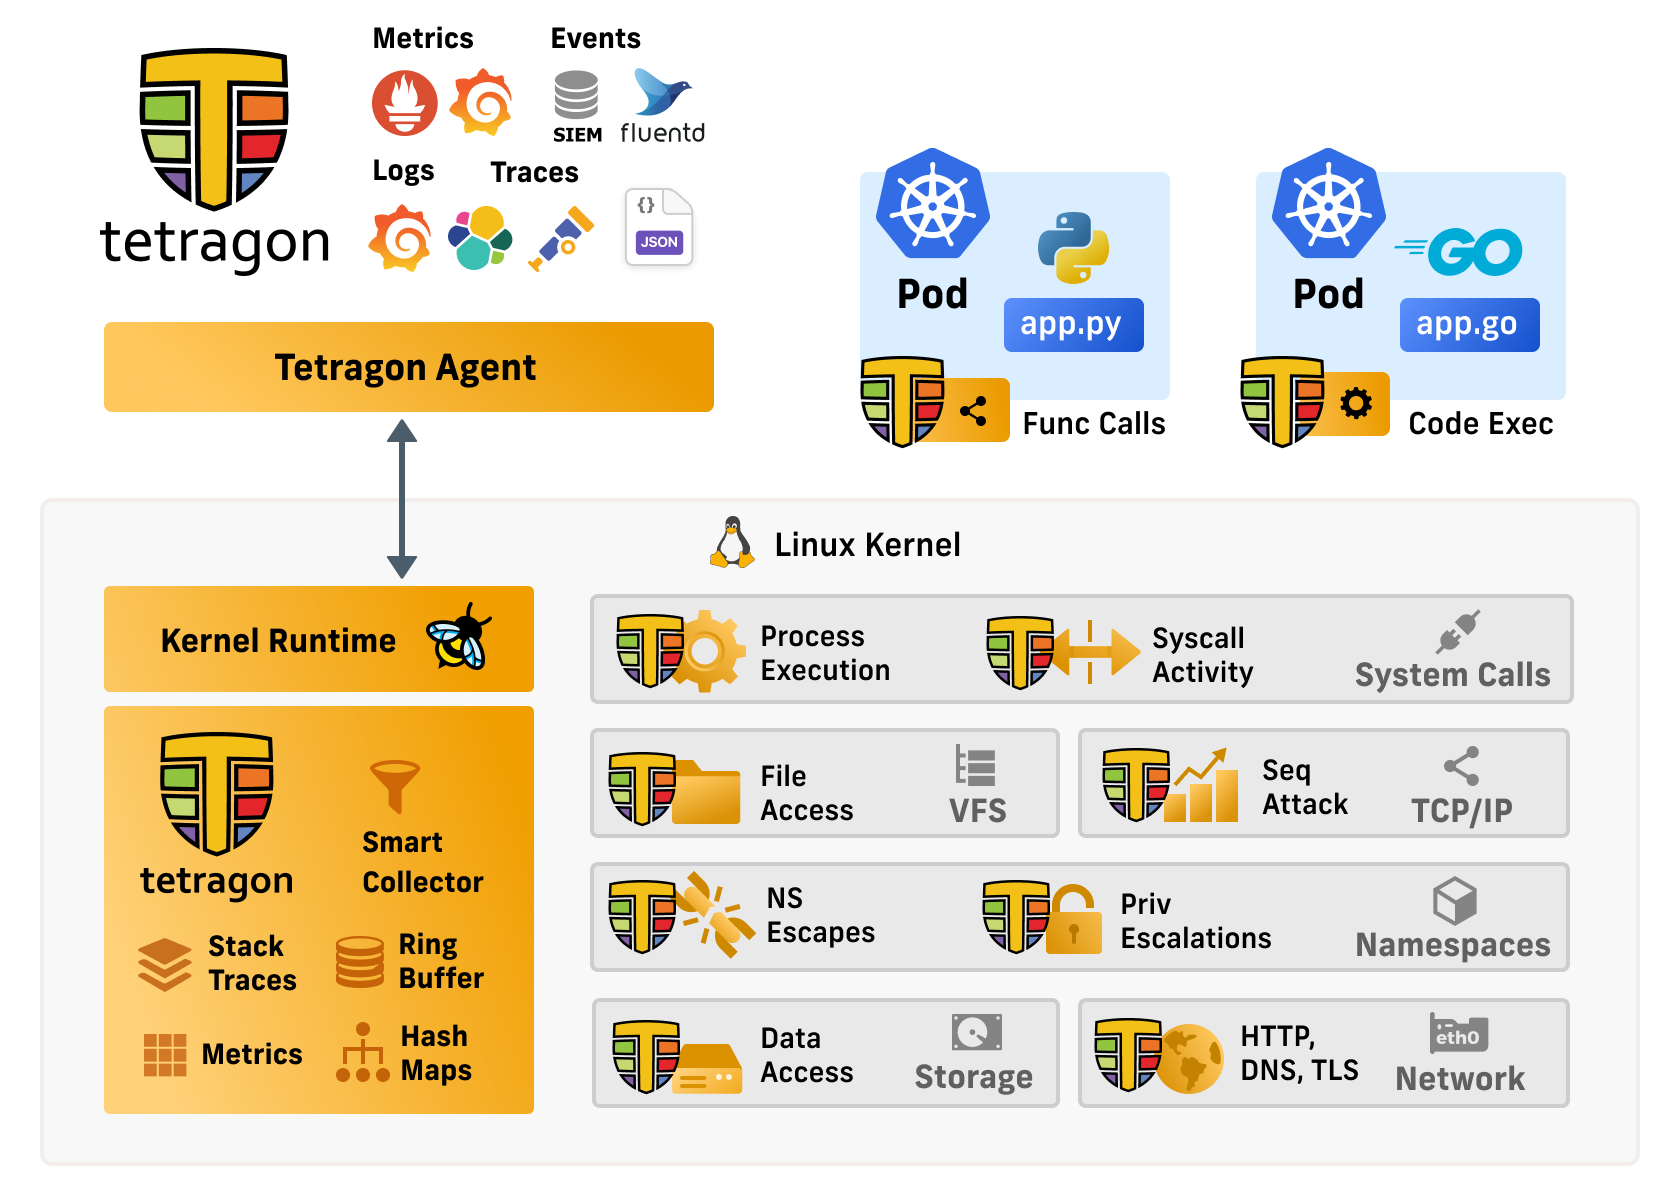 Metrics
Events
SIEM
fluentd
Logs
Traces
{}
JSON
tetragon
Tetragon Agent
Pod
app.py
Func Calls
Pod
GO
app.go
Code Exec
Linux Kernel
Kernel Runtime
tetragon
Smart
Collector
Stack
Traces
Ring
Buffer
Metrics
Hash
Maps
Process
Execution
Syscall
Activity
System Calls
File
Access
VFS
Seq
Attack
TCP/IP
NS
Escapes
Priv
Escalations
Namespaces
Data
Access
Storage
HTTP,
DNS, TLS
eth0
Network